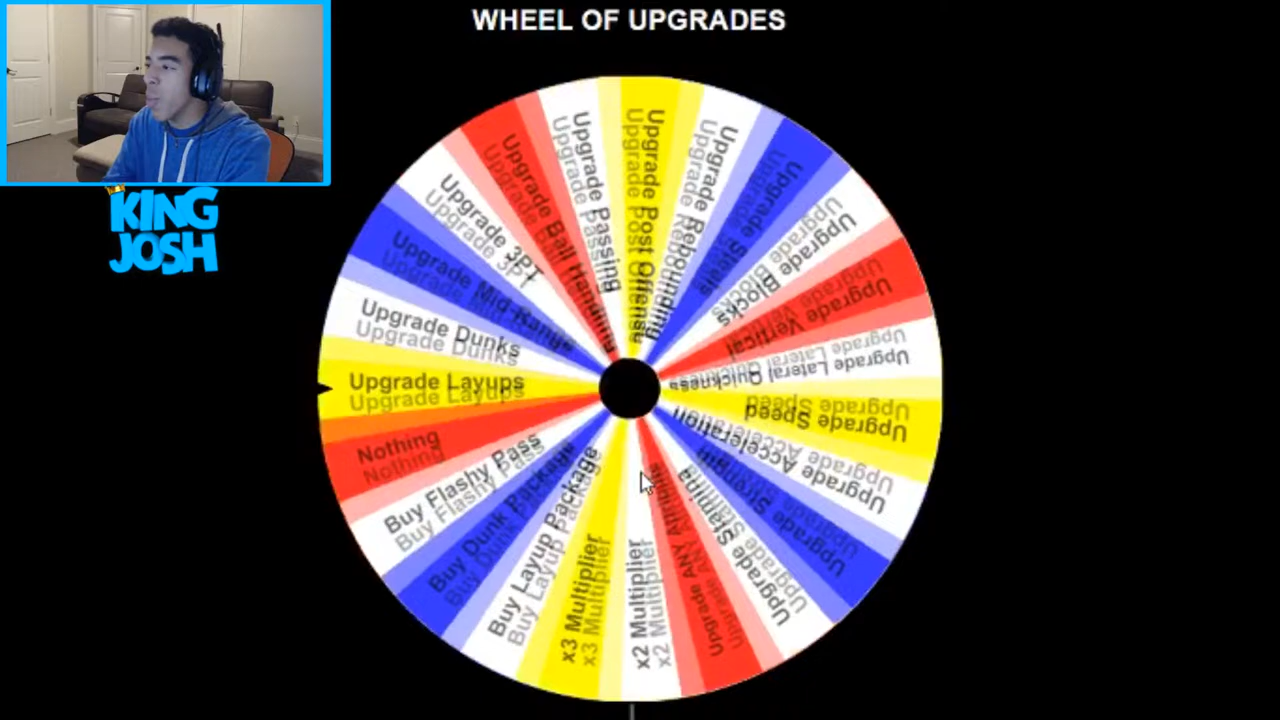 WHEEL OF UPGRADES
KING
JOSH
Upgrade Layups
Upgrade Dunks
Upgrade Mid-Range
Upgrade 3PT
Upgrade Ball Handling
Upgrade Passing
Upgrade Post Offense
Upgrade Rebounding
Upgrade Steals
Upgrade Blocks
Upgrade Vertical
Upgrade Lateral Quickness
Upgrade Speed
Upgrade Acceleration
Upgrade Strength
Upgrade Stamina
Upgrade ANY Attribute
x2 Multiplier
x3 Multiplier
Buy Layup Package
Buy Dunk Package
Buy Flashy Pass
Nothing